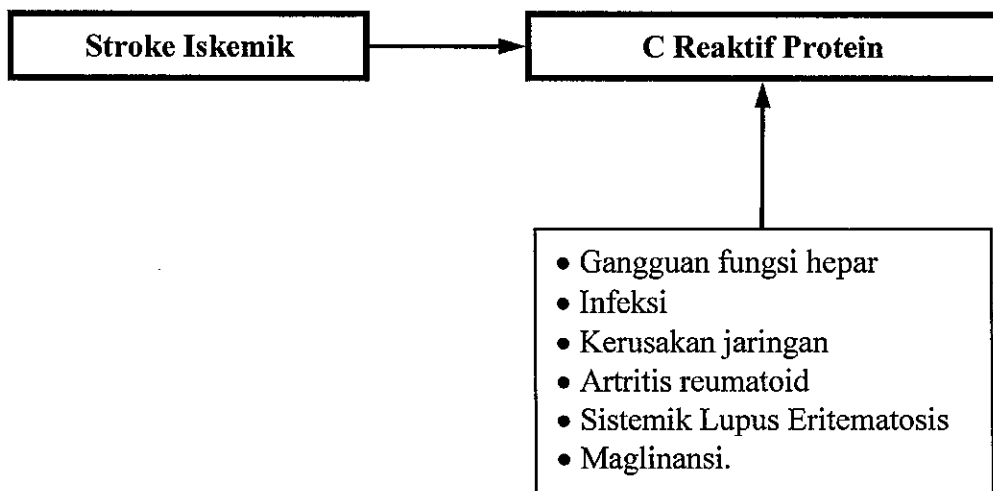 Stroke Iskemik
C Reaktif Protein
• Gangguan fungsi hepar
• Infeksi
• Kerusakan jaringan
• Artritis reumatoid
• Sistemik Lupus Eritematosis
• Maglinansi.